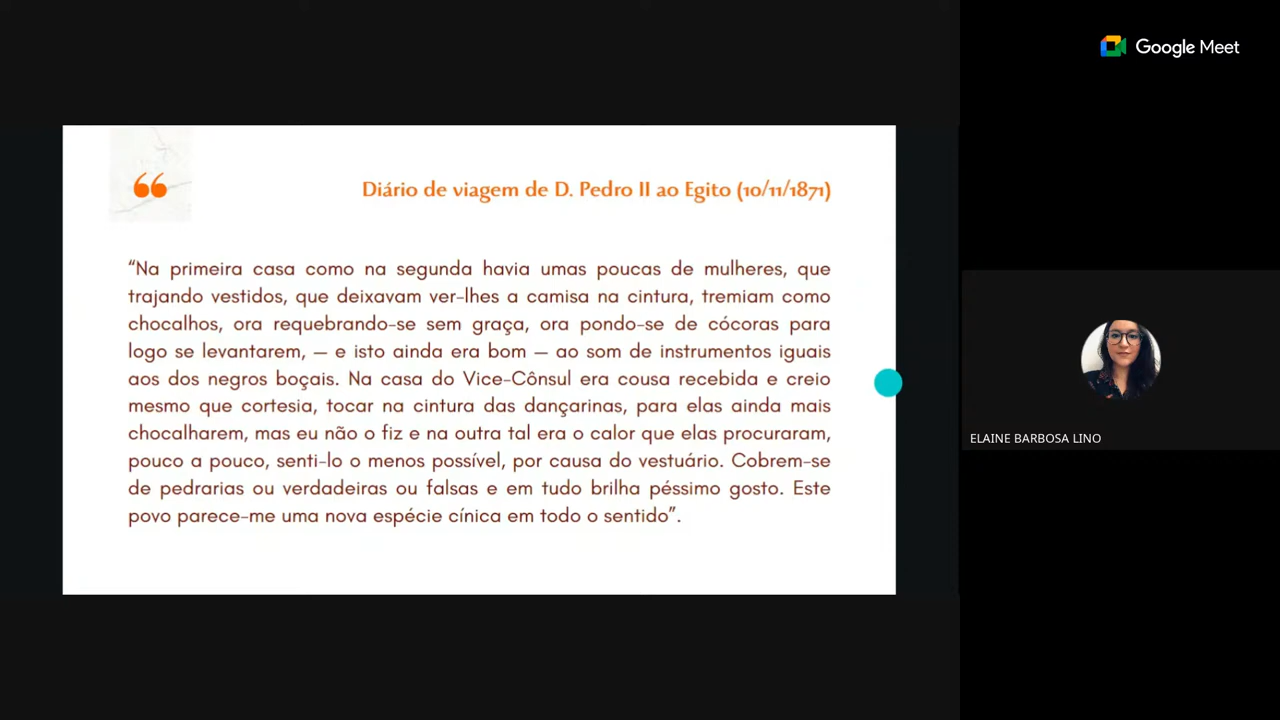 Google Meet
“
Diário de viagem de D. Pedro II ao Egito (10/11/1871)
“Na primeira casa como na segunda havia umas poucas de mulheres, que
trajando vestidos, que deixavam ver-lhes a camisa na cintura, tremiam como
chocalhos, ora requebrando-se sem graça, ora pondo-se de cócoras para
logo se levantarem, — e isto ainda era bom — ao som de instrumentos iguais
aos dos negros boçais. Na casa do Vice-Cônsul era cousa recebida e creio
mesmo que cortesia, tocar na cintura das dançarinas, para elas ainda mais
chocalharem, mas eu não o fiz e na outra tal era o calor que elas procuraram,
pouco a pouco, senti-lo o menos possível, por causa do vestuário. Cobrem-se
de pedrarias ou verdadeiras ou falsas e em tudo brilha péssimo gosto. Este
povo parece-me uma nova espécie cínica em todo o sentido”.
ELAINE BARBOSA LINO